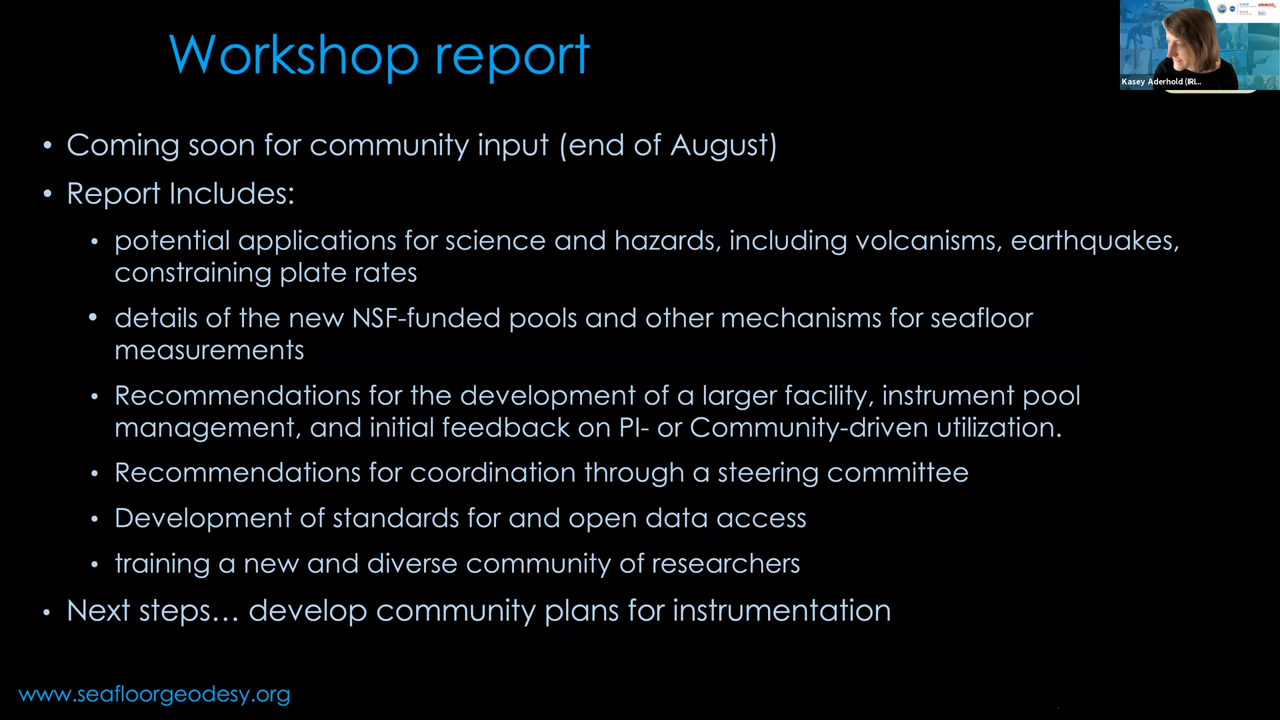 Workshop report
Kasey Aderhold (IRI...
• Coming soon for community input (end of August)
• Report Includes:
• potential applications for science and hazards, including volcanisms, earthquakes,
constraining plate rates
• details of the new NSF-funded pools and other mechanisms for seafloor
measurements
• Recommendations for the development of a larger facility, instrument pool
management, and initial feedback on PI- or Community-driven utilization.
• Recommendations for coordination through a steering committee
• Development of standards for and open data access
• training a new and diverse community of researchers
• Next steps… develop community plans for instrumentation
www.seafloorgeodesy.org